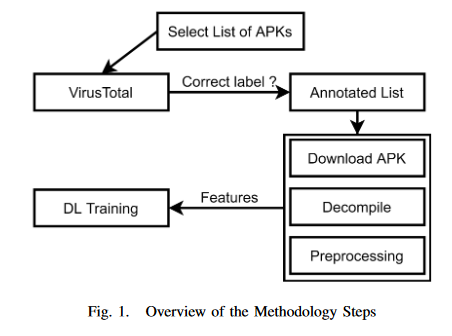 Select List of APKs
VirusTotal
Correct label ?
Annotated List
Download APK
Decompile
Preprocessing
Features
DL Training
Fig. 1. Overview of the Methodology Steps